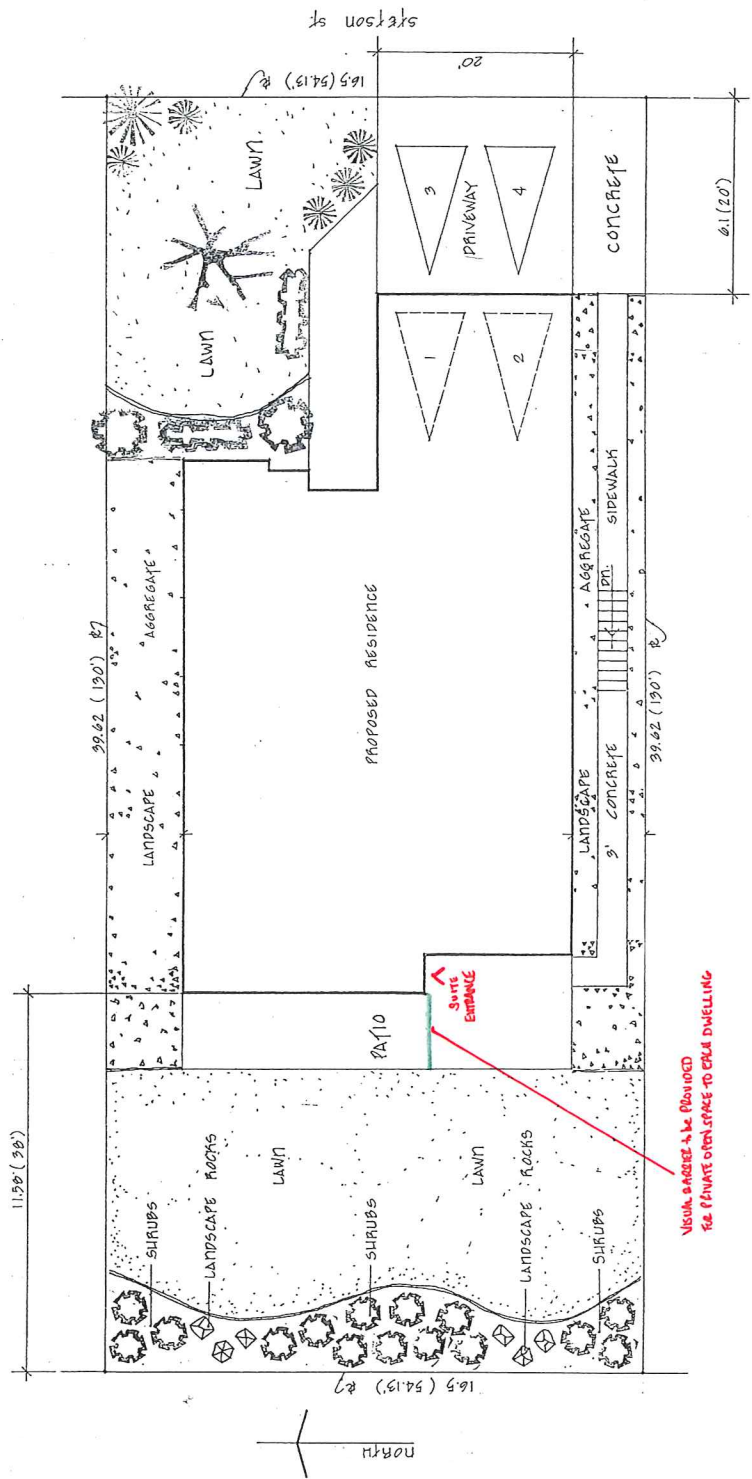 STETSON ST.
16.5 (54.13') R
20'
LAWN
LAWN
3
DRIVEWAY
4
CONCRETE
6.1 (20')
1
2
39.62 (130') R
AGGREGATE
LANDSCAPE
PROPOSED RESIDENCE
AGGREGATE
SIDEWALK
DN.
LANDSCAPE
3' CONCRETE
39.62 (130') R
SUITE
ENTRANCE
PATIO
11.58' (38')
SHRUBS
LANDSCAPE ROCKS
LAWN
SHRUBS
LAWN
LANDSCAPE ROCKS
SHRUBS
VISUAL BARRIER to be PROVIDED
FOR PRIVATE OPEN SPACE TO EACH DWELLING
16.5 (54.13') R
NORTH